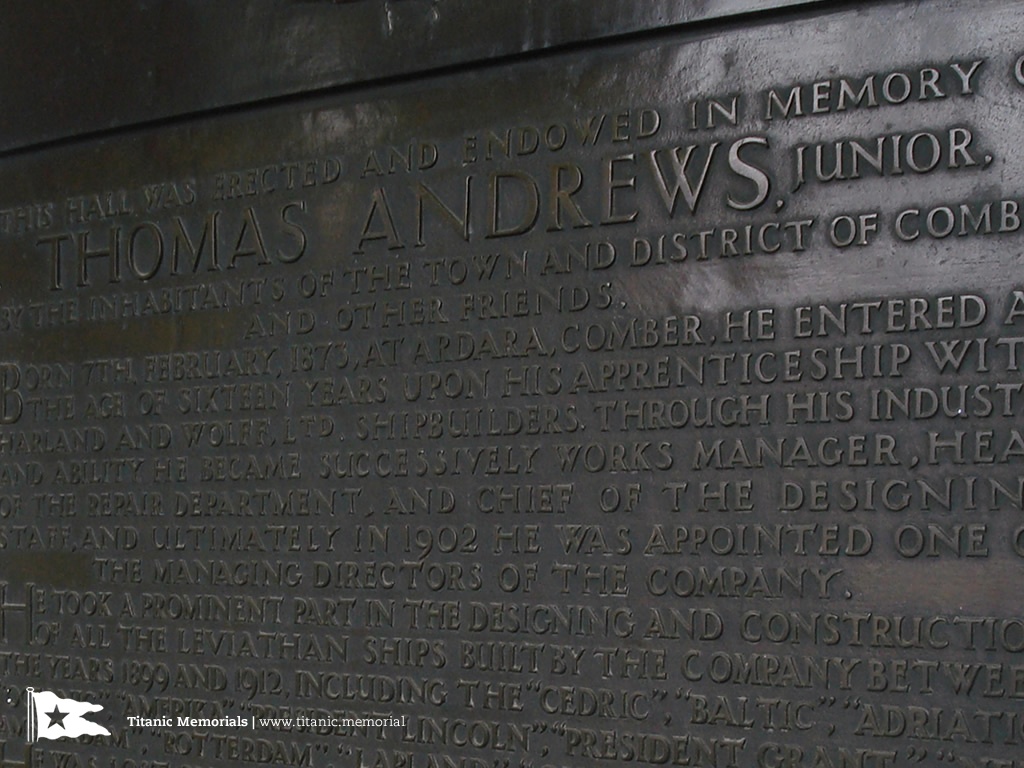 THIS HALL WAS ERECTED AND ENDOWED IN MEMORY O
THOMAS ANDREWS, JUNIOR,
BY THE INHABITANTS OF THE TOWN AND DISTRICT OF COMB
AND OTHER FRIENDS.
BORN 7TH, FEBRUARY, 1873, AT ARDARA, COMBER, HE ENTERED A
THE AGE OF SIXTEEN YEARS UPON HIS APPRENTICESHIP WIT
HARLAND AND WOLFF, LTD. SHIPBUILDERS. THROUGH HIS INDUST
AND ABILITY HE BECAME SUCCESSIVELY WORKS MANAGER, HEA
OF THE REPAIR DEPARTMENT, AND CHIEF OF THE DESIGNIN
STAFF, AND ULTIMATELY IN 1902 HE WAS APPOINTED ONE O
THE MANAGING DIRECTORS OF THE COMPANY.
HE TOOK A PROMINENT PART IN THE DESIGNING AND CONSTRUCTIO
OF ALL THE LEVIATHAN SHIPS BUILT BY THE COMPANY BETWEE
THE YEARS 1899 AND 1912, INCLUDING THE "CEDRIC", "BALTIC", "ADRIATI
"AMERIKA" "PRESIDENT LINCOLN", "PRESIDENT GRANT",
"ROTTERDAM", "LAPLAND",
HE WAS LOST
Titanic Memorials | www.titanic.memorial